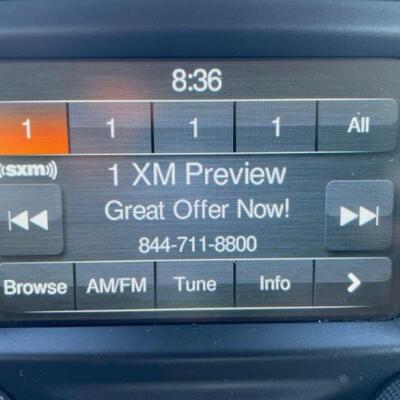 8:36
1 1 1 1 All
((sxm))
1 XM Preview
Great Offer Now!
844-711-8800
Browse AM/FM Tune Info